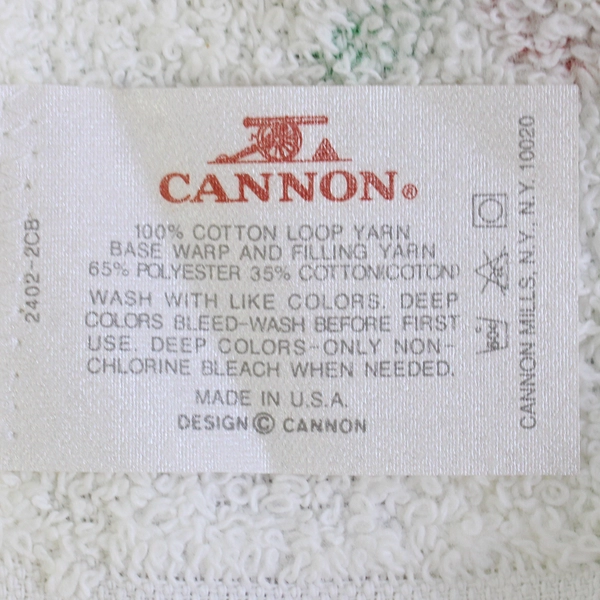 CANNON®
100% COTTON LOOP YARN
BASE WARP AND FILLING YARN
65% POLYESTER 35% COTTON(COTON)
WASH WITH LIKE COLORS. DEEP
COLORS BLEED-WASH BEFORE FIRST
USE. DEEP COLORS-ONLY NON-
CHLORINE BLEACH WHEN NEEDED.
MADE IN U.S.A.
DESIGN © CANNON
2402-2CB
CANNON MILLS, N.Y., N.Y. 10020